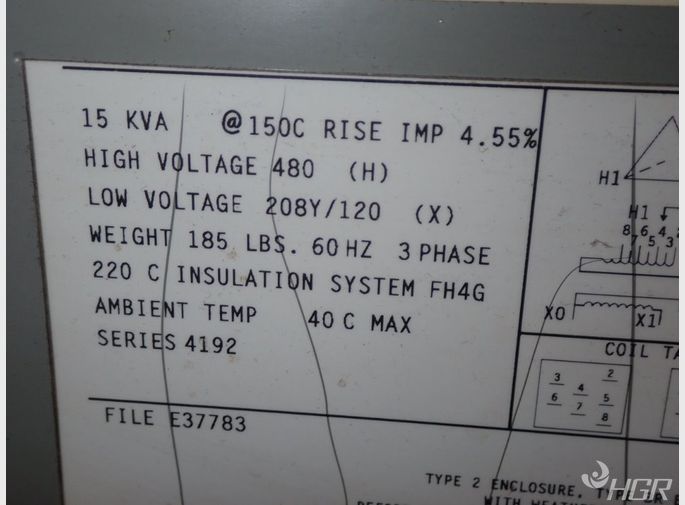 15 KVA @150C RISE IMP 4.55%
HIGH VOLTAGE 480 (H)
LOW VOLTAGE 208Y/120 (X)
WEIGHT 185 LBS. 60 HZ 3 PHASE
220 C INSULATION SYSTEM FH4G
AMBIENT TEMP 40 C MAX
SERIES 4192
FILE E37783
H1
H1
8 6 4
7 5 3
X0 X1
COIL
3 2
4
6 5
7 8
TYPE 2 ENCLOSURE, TYPE
HGR